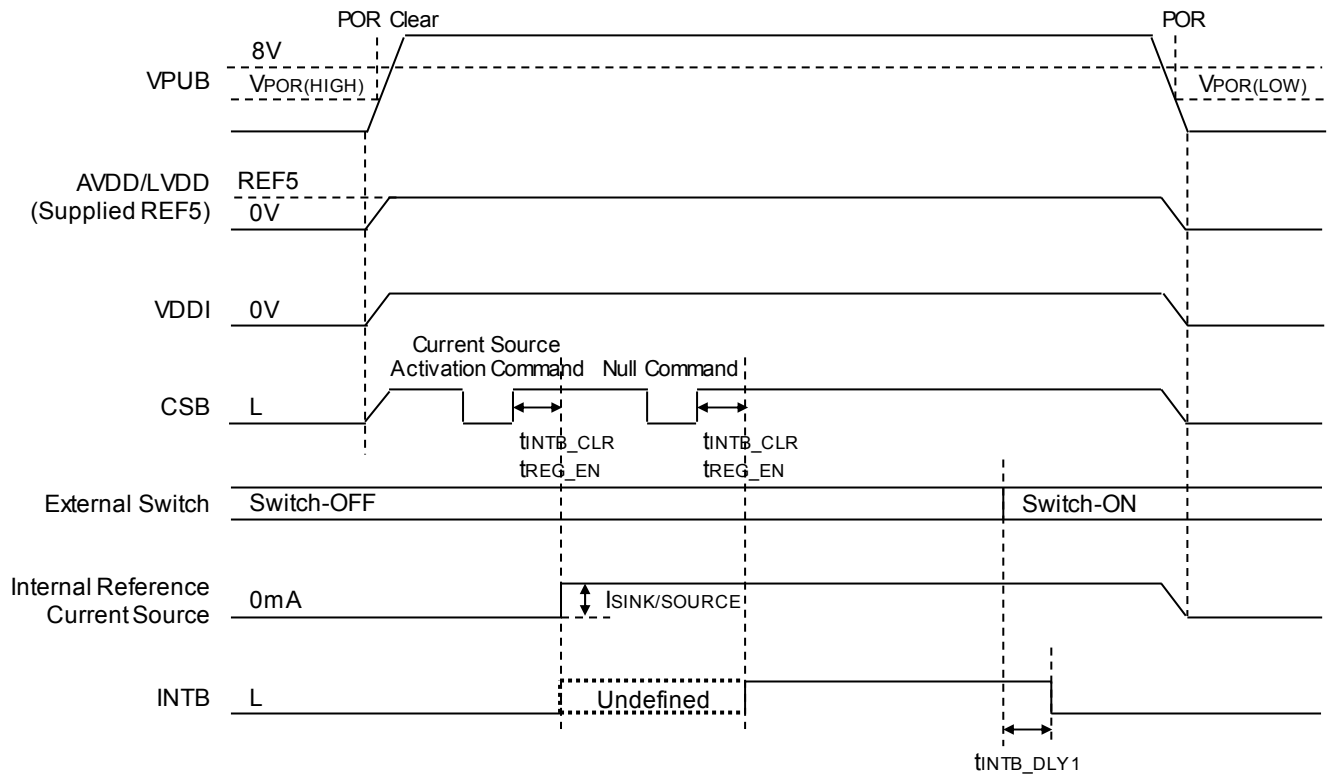 POR Clear
POR
8V
VPUB
VPOR(HIGH)
VPOR(LOW)
AVDD/LVDD
(Supplied REF5)
REF5
0V
VDDI
0V
Current Source
Activation Command
Null Command
CSB
L
tINTB_CLR
tREG_EN
tINTB_CLR
tREG_EN
External Switch
Switch-OFF
Switch-ON
Internal Reference
Current Source
0mA
ISINK/SOURCE
INTB
L
Undefined
tINTB_DLY1